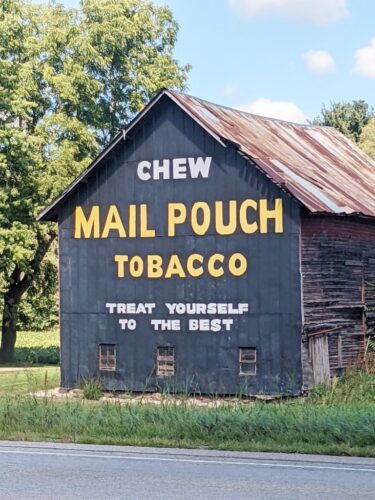 CHEW
MAIL POUCH
TOBACCO
TREAT YOURSELF
TO THE BEST